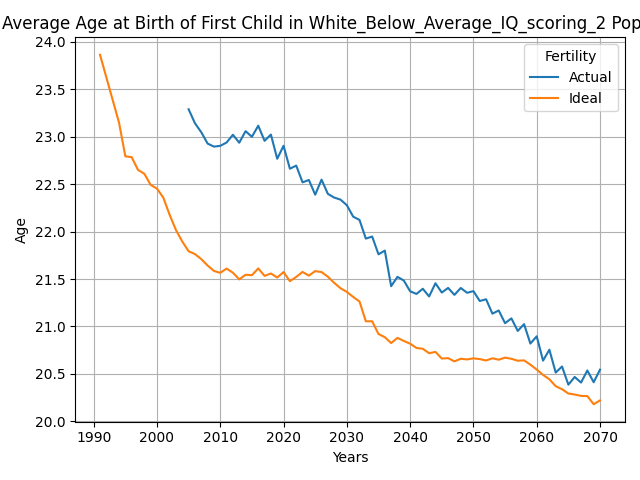 Average Age at Birth of First Child in White_Below_Average_IQ_scoring_2 Pop
24.0
23.5
23.0
22.5
22.0
21.5
21.0
20.5
20.0
Age
Fertility
Actual
Ideal
1990 2000 2010 2020 2030 2040 2050 2060 2070
Years